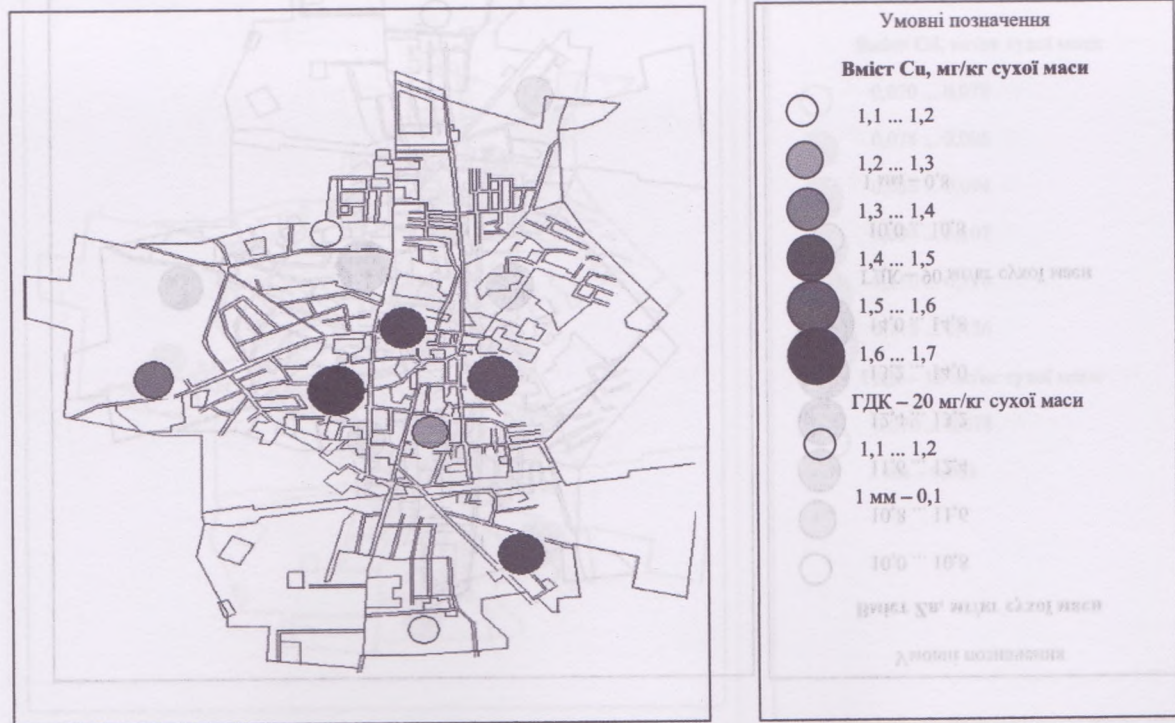 Умовні позначення
Вміст Cu, мг/кг сухої маси
1,1 ... 1,2
1,2 ... 1,3
1,3 ... 1,4
1,4 ... 1,5
1,5 ... 1,6
1,6 ... 1,7
ГДК – 20 мг/кг сухої маси
1,1 ... 1,2
1 мм – 0,1